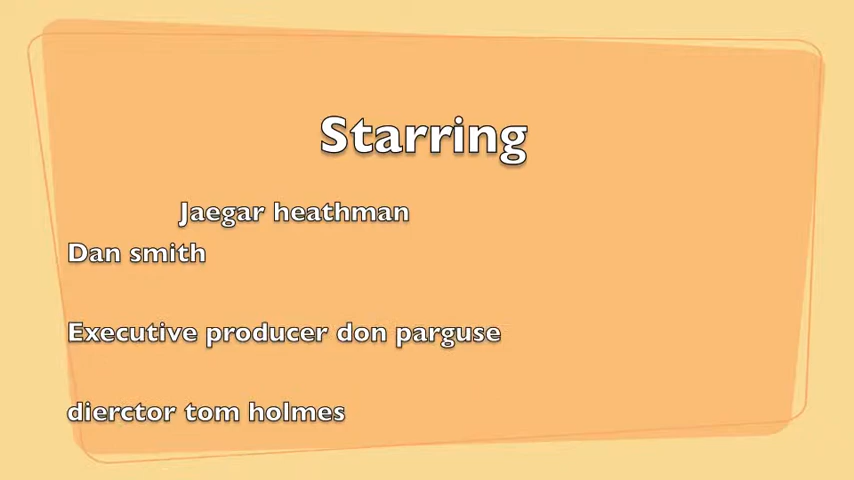 Starring
Jaegar heathman
Dan smith
Executive producer don parguse
dierctor tom holmes